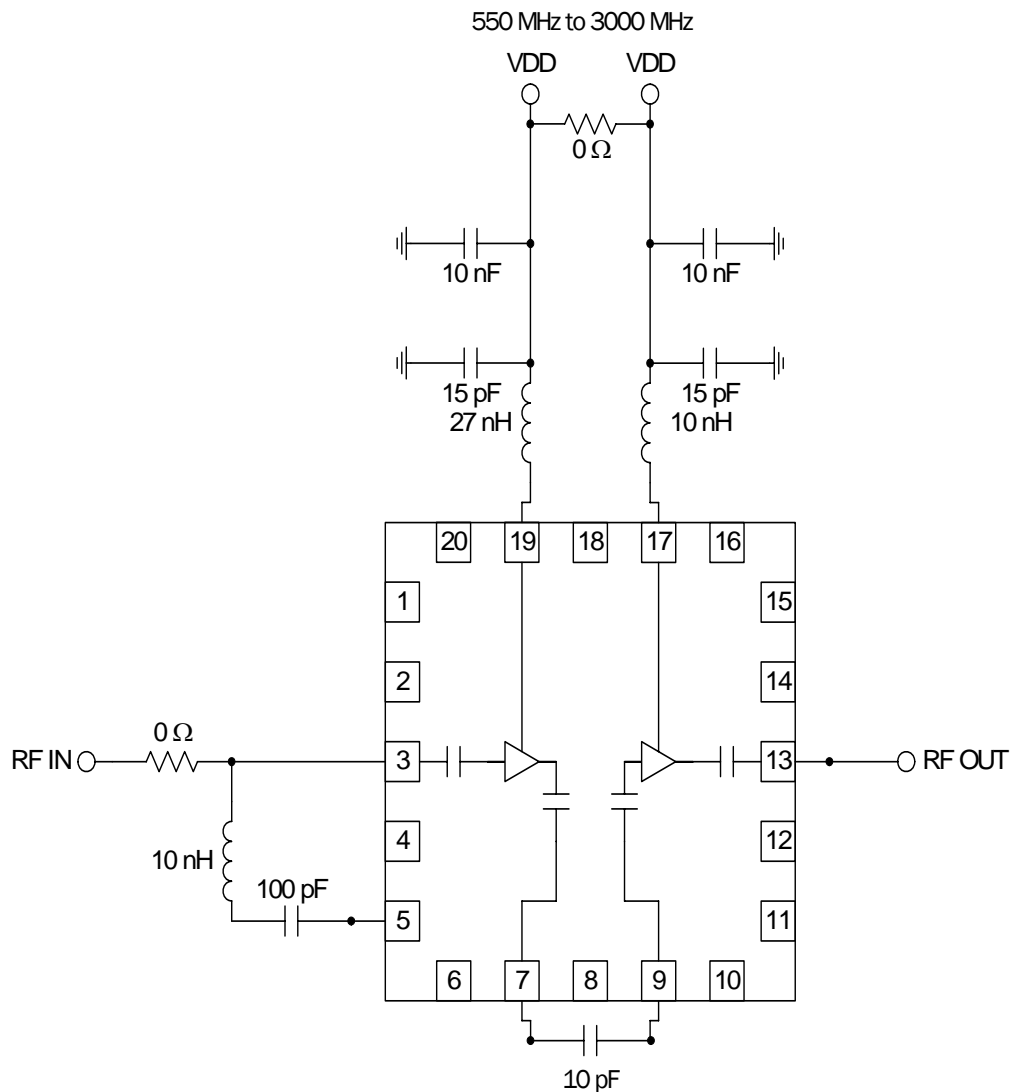 550 MHz to 3000 MHz
VDD VDD
0 Ω
10 nF 10 nF
15 pF 15 pF
27 nH 10 nH
20 19 18 17 16
1 15
2 14
0 Ω
RF IN 3 13 RF OUT
4 12
10 nH
100 pF
5 11
6 7 8 9 10
10 pF